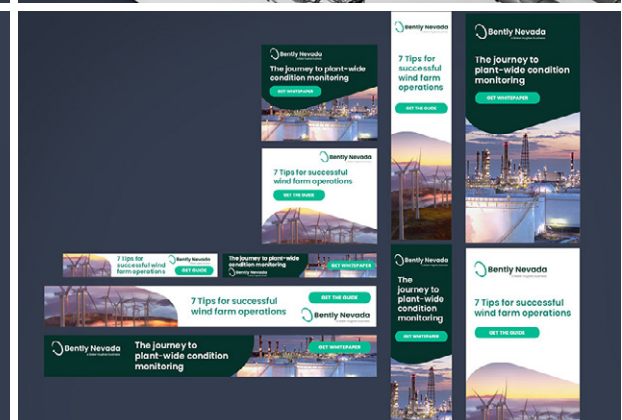 Bently Nevada
The journey to plant-wide
condition monitoring
GET WHITEPAPER
Bently Nevada
7 Tips for successful
wind farm operations
GET THE GUIDE
Bently Nevada
7 Tips for
successful
wind farm
operations
GET THE GUIDE
Bently Nevada
The journey to
plant-wide condition
monitoring
GET WHITEPAPER
7 Tips for
successful wind
farm operations
Bently Nevada
GET GUIDE
The journey to plant-wide
condition monitoring
Bently Nevada
GET WHITEPAPER
7 Tips for successful
wind farm operations
GET THE GUIDE
Bently Nevada
Bently Nevada
The journey to
plant-wide condition
monitoring
GET WHITEPAPER
Bently Nevada
The
journey to
plant-wide
condition
monitoring
GET WHITEPAPER
Bently Nevada
7 Tips for successful
wind farm operations
GET THE GUIDE